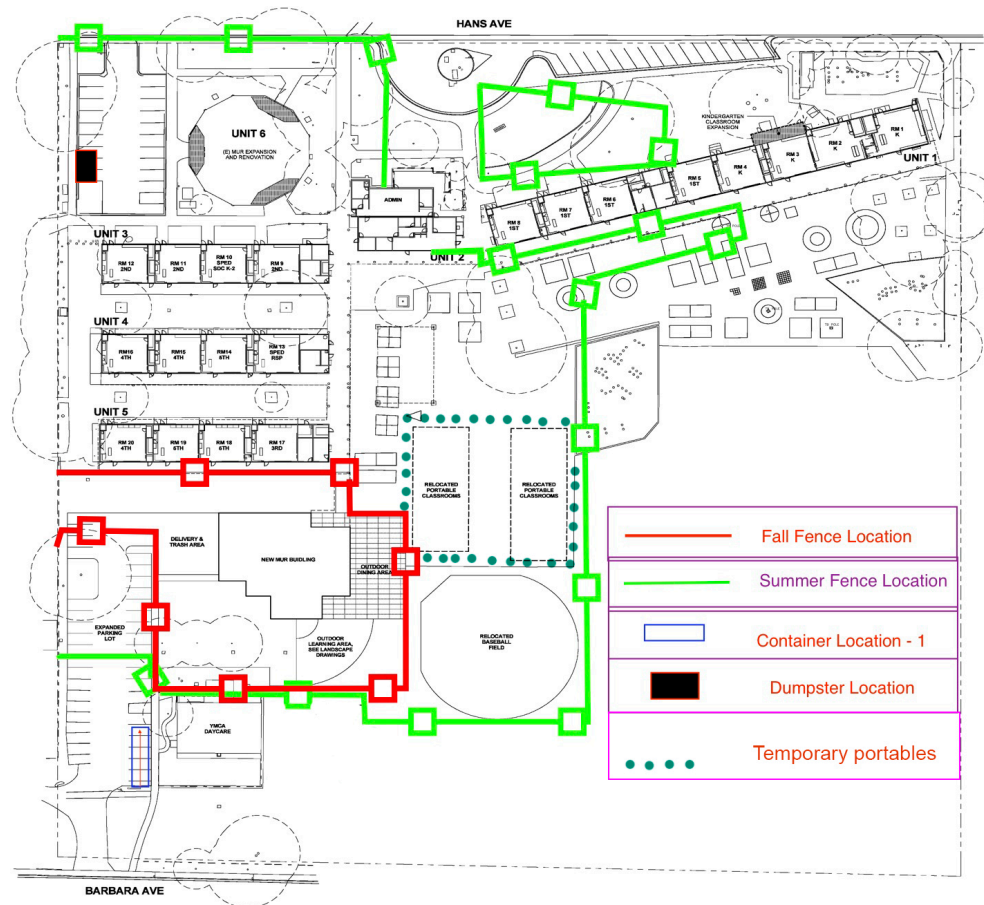 HANS AVE
UNIT 6
(E) MUR EXPANSION
AND RENOVATION
KINDERGARTEN
CLASSROOM
EXPANSION
RM 1
K
RM 2
K
RM 3
K
RM 4
K
RM 5
1ST
RM 6
1ST
RM 7
1ST
RM 8
1ST
UNIT 1
ADMIN
UNIT 2
UNIT 3
RM 12
2ND
RM 11
2ND
RM 10
SPED
SOC K-2
RM 9
2ND
UNIT 4
RM16
4TH
RM15
4TH
RM14
5TH
RM 13
SPED
RSP
UNIT 5
RM 20
4TH
RM 19
5TH
RM 18
5TH
RM 17
3RD
RELOCATED
PORTABLE
CLASSROOMS
RELOCATED
PORTABLE
CLASSROOMS
DELIVERY &
TRASH AREA
NEW MUR BUIDLING
OUTDOOR
DINING AREA
EXPANDED
PARKING
LOT
OUTDOOR
LEARNING AREA,
SEE LANDSCAPE
DRAWINGS
RELOCATED
BASEBALL
FIELD
YMCA
DAYCARE
BARBARA AVE
Fall Fence Location
Summer Fence Location
Container Location - 1
Dumpster Location
Temporary portables